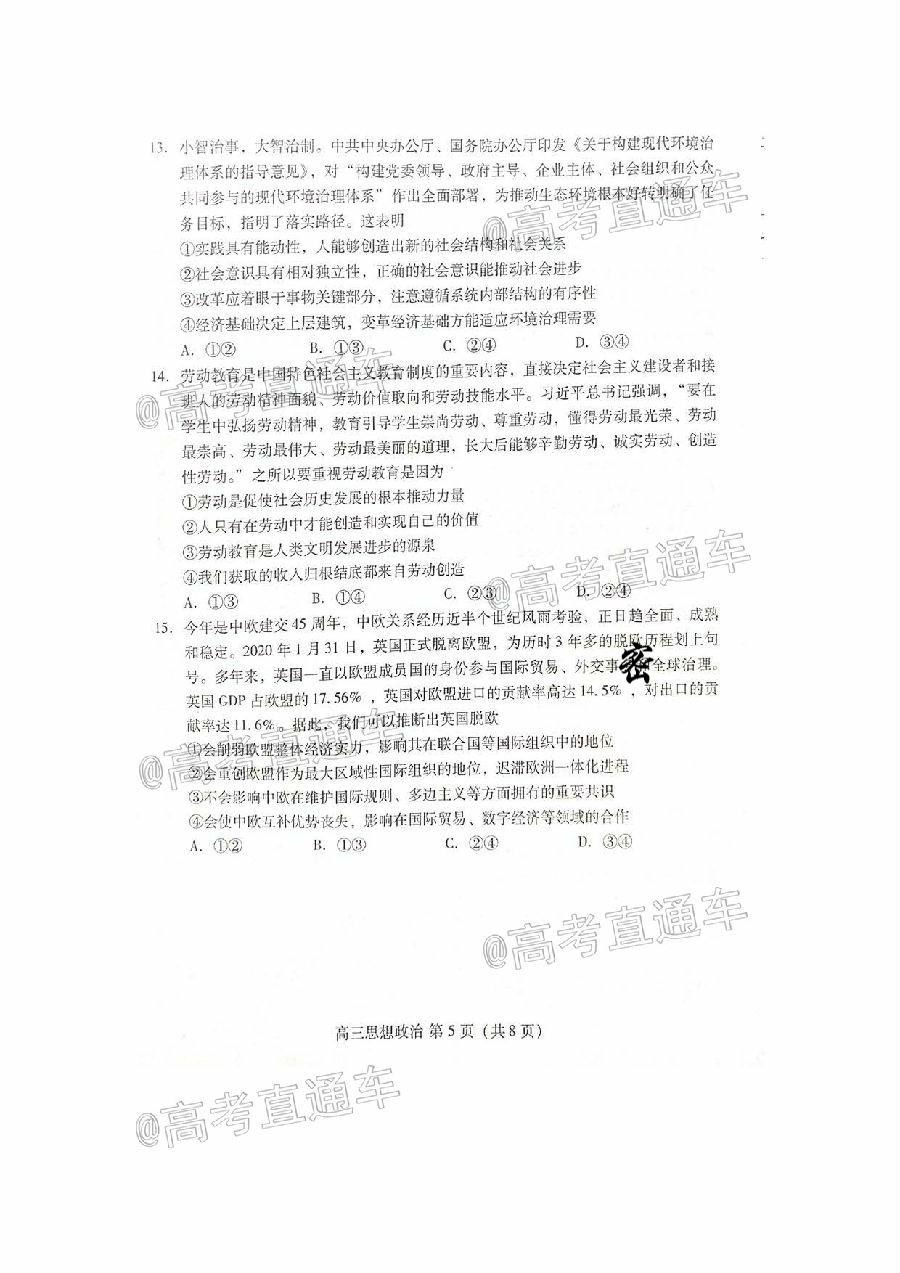 13. 小智治事，大智治制。中共中央办公厅、国务院办公厅印发《关于构建现代环境治
理体系的指导意见》，对“构建党委领导、政府主导、企业主体、社会组织和公众
共同参与的现代环境治理体系”作出全面部署，为推动生态环境根本好转明确了任
务目标，指明了落实路径。这表明
①实践具有能动性，人能够创造出新的社会结构和社会关系
②社会意识具有相对独立性，正确的社会意识能推动社会进步
③改革应着眼于事物关键部分，注意遵循系统内部结构的有序性
④经济基础决定上层建筑，变革经济基础方能适应环境治理需要
A. ①② B. ①③ C. ②④ D. ③④
14. 劳动教育是中国特色社会主义教育制度的重要内容，直接决定社会主义建设者和接
班人的劳动精神面貌、劳动价值取向和劳动技能水平。习近平总书记强调，“要在
学生中弘扬劳动精神，教育引导学生崇尚劳动、尊重劳动，懂得劳动最光荣、劳动
最崇高、劳动最伟大、劳动最美丽的道理，长大后能够辛勤劳动、诚实劳动、创造
性劳动。”之所以要重视劳动教育是因为
①劳动是促使社会历史发展的根本推动力量
②人只有在劳动中才能创造和实现自己的价值
③劳动教育是人类文明发展进步的源泉
④我们获取的收入归根结底都来自劳动创造
A. ①③ B. ①④ C. ②③ D. ②④
15. 今年是中欧建交 45 周年，中欧关系经历近半个世纪风雨考验，正日趋全面、成熟
和稳定。2020 年 1 月 31 日，英国正式脱离欧盟，为历时 3 年多的脱欧历程划上句
号。多年来，英国一直以欧盟成员国的身份参与国际贸易、外交事 密 全球治理。
英国 GDP 占欧盟的 17.56%，英国对欧盟进口的贡献率高达 14.5%，对出口的贡
献率达 11.6%。据此，我们可以推断出英国脱欧
①会削弱欧盟整体经济实力，影响其在联合国等国际组织中的地位
②会重创欧盟作为最大区域性国际组织的地位，迟滞欧洲一体化进程
③不会影响中欧在维护国际规则、多边主义等方面拥有的重要共识
④会使中欧互补优势丧失，影响在国际贸易、数字经济等领域的合作
A. ①② B. ①③ C. ②④ D. ③④
高三思想政治 第 5 页（共 8 页）
@高考直通车
@高考直通车
@高考直通车
@高考直通车
@高考直通车
@高考直通车